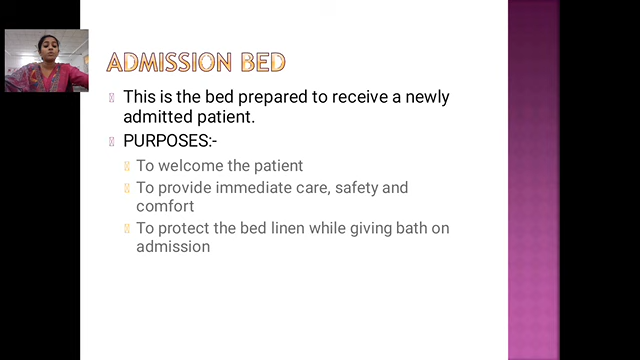 ADMISSION BED
This is the bed prepared to receive a newly
admitted patient.
PURPOSES:-
To welcome the patient
To provide immediate care, safety and
comfort
To protect the bed linen while giving bath on
admission